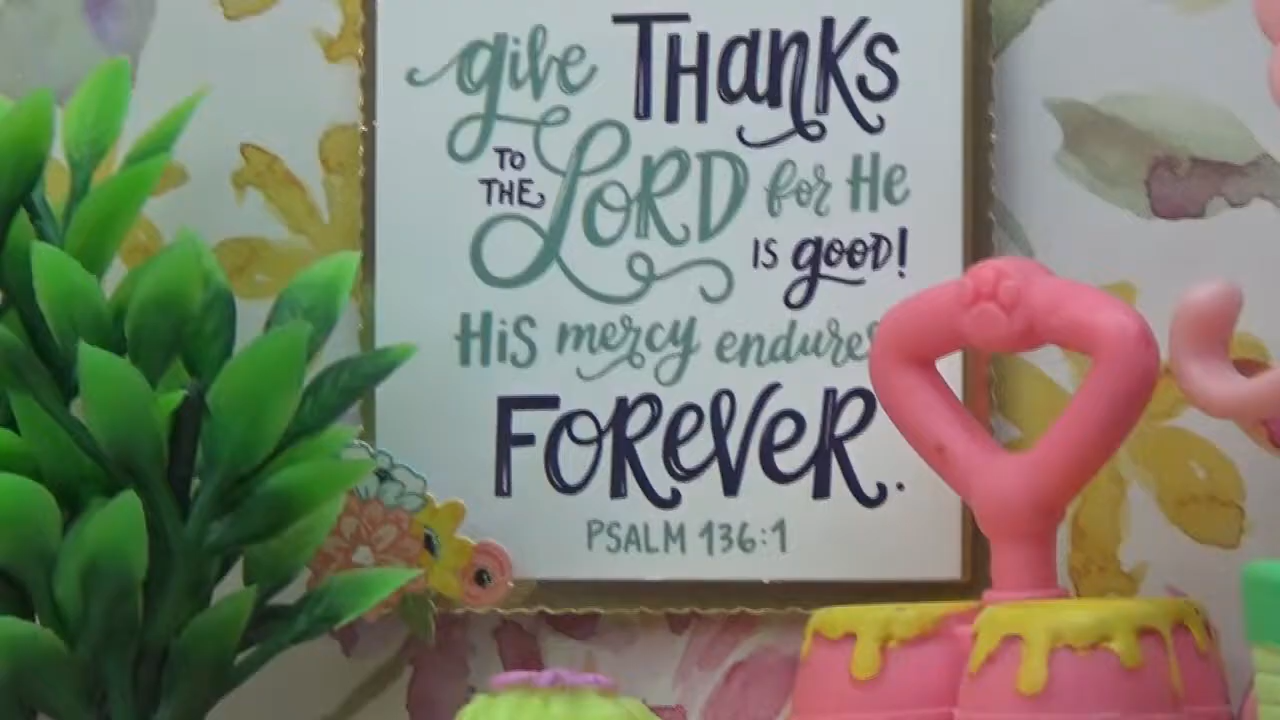 give THanKs
TO THE LORD for He
IS good!
HiS mercy endures
FOReVeR.
PSALM 136:1